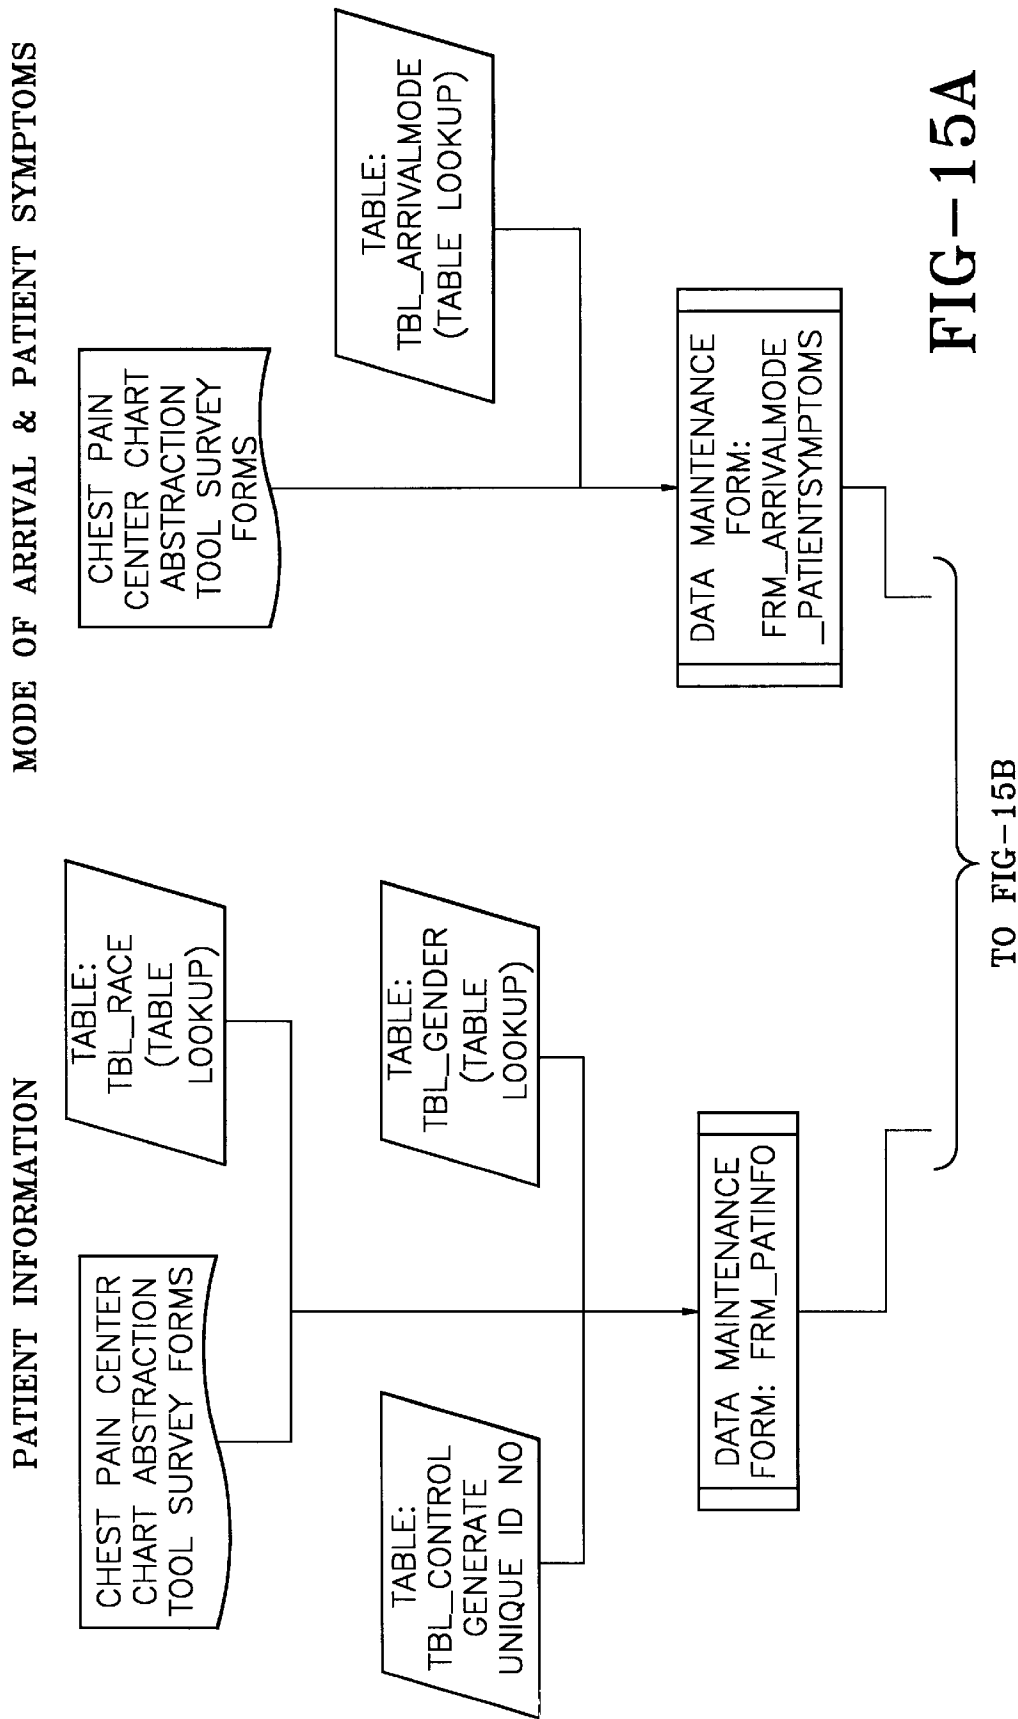 PATIENT INFORMATION
CHEST PAIN CENTER
CHART ABSTRACTION
TOOL SURVEY FORMS
TABLE:
TBL_RACE
(TABLE
LOOKUP)
TABLE:
TBL_CONTROL
GENERATE
UNIQUE ID NO
TABLE:
TBL_GENDER
(TABLE
LOOKUP)
DATA MAINTENANCE
FORM: FRM_PATINFO
MODE OF ARRIVAL & PATIENT SYMPTOMS
CHEST PAIN
CENTER CHART
ABSTRACTION
TOOL SURVEY
FORMS
TABLE:
TBL_ARRIVALMODE
(TABLE LOOKUP)
DATA MAINTENANCE
FORM:
FRM_ARRIVALMODE
_PATIENTSYMPTOMS
TO FIG-15B
FIG-15A